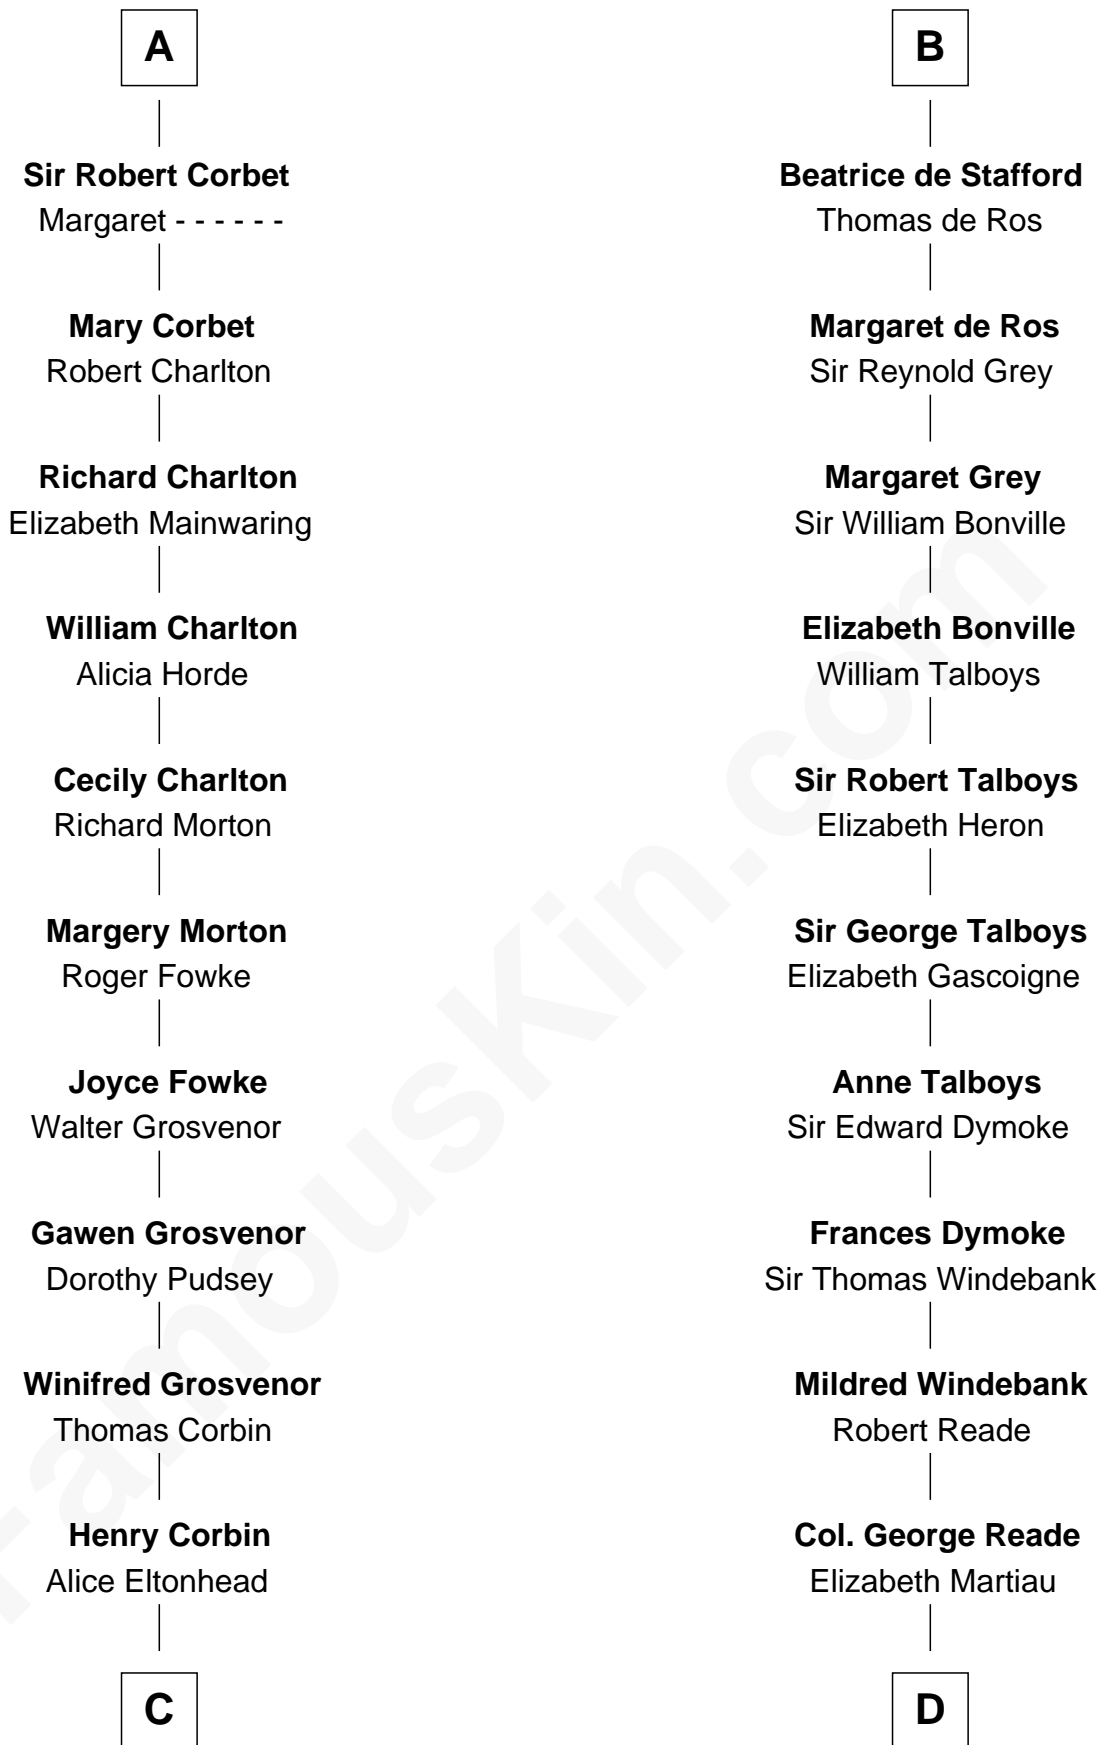 A
Sir Robert Corbet
Margaret - - - - - -
Mary Corbet
Robert Charlton
Richard Charlton
Elizabeth Mainwaring
William Charlton
Alicia Horde
Cecily Charlton
Richard Morton
Margery Morton
Roger Fowke
Joyce Fowke
Walter Grosvenor
Gawen Grosvenor
Dorothy Pudsey
Winifred Grosvenor
Thomas Corbin
Henry Corbin
Alice Eltonhead
C
B
Beatrice de Stafford
Thomas de Ros
Margaret de Ros
Sir Reynold Grey
Margaret Grey
Sir William Bonville
Elizabeth Bonville
William Talboys
Sir Robert Talboys
Elizabeth Heron
Sir George Talboys
Elizabeth Gascoigne
Anne Talboys
Sir Edward Dymoke
Frances Dymoke
Sir Thomas Windebank
Mildred Windebank
Robert Reade
Col. George Reade
Elizabeth Martiau
D
FamousKin.com